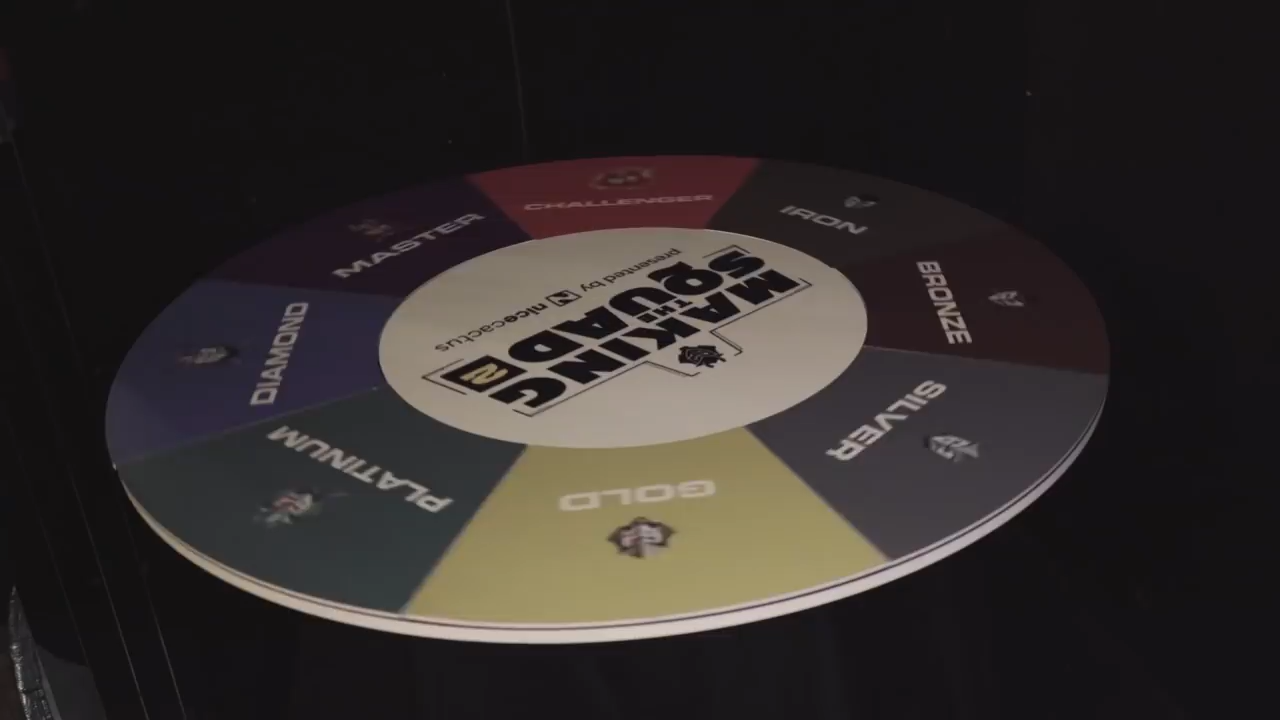 CHALLENGER
IRON
BRONZE
SILVER
GOLD
PLATINUM
DIAMOND
MASTER
MAKING
THE
SQUAD
2
presented by nicecactus